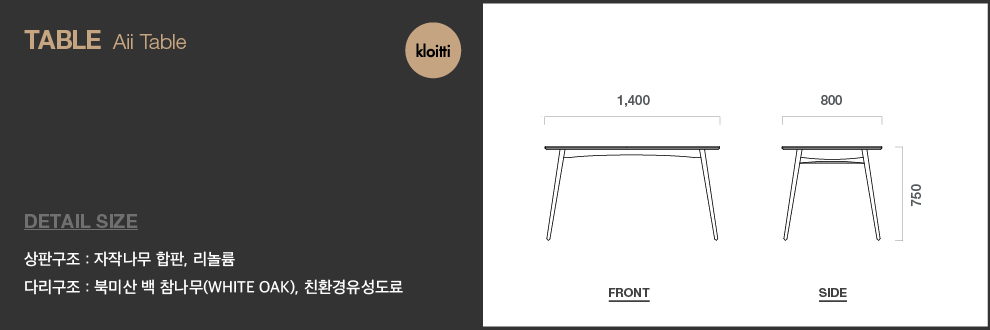 TABLE Aii Table
kloitti
DETAIL SIZE
상판구조 : 자작나무 합판, 리놀륨
다리구조 : 북미산 백 참나무(WHITE OAK), 친환경유성도료
1,400
800
750
FRONT
SIDE